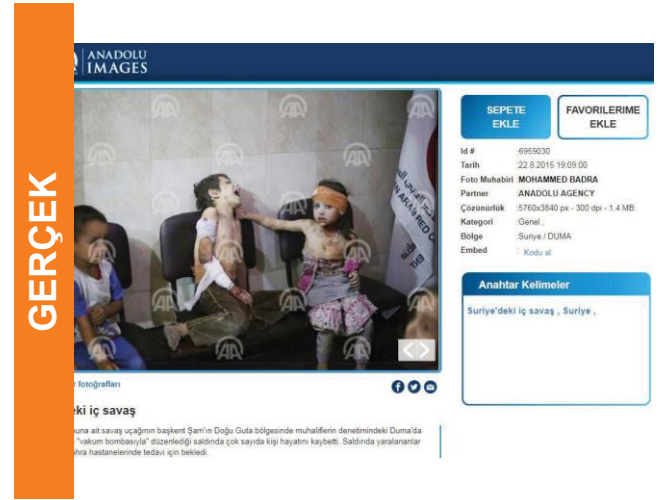 GERÇEK
ANADOLU
IMAGES
SEPETE
EKLE
FAVORILERIME
EKLE
Id # :6959030
Tarih :22.8.2015 19:09:00
Foto Muhabiri :MOHAMMED BADRA
Partner :ANADOLU AGENCY
Çözünürlük :5760x3840 px - 300 dpi - 1.4 MB
Kategori :Genel ,
Bölge :Suriye / DUMA
Embed : Kodu al
Anahtar Kelimeler
Suriye'deki iç savaş , Suriye ,
AA
fotoğrafları
ki iç savaş
una ait savaş uçağının başkent Şam'ın Doğu Guta bölgesinde muhaliflerin denetimindeki Duma'da
"vakum bombasıyla" düzenlediği saldırıda çok sayıda kişi hayatını kaybetti. Saldırıda yaralananlar
hra hastanelerinde tedavi için bekledi.